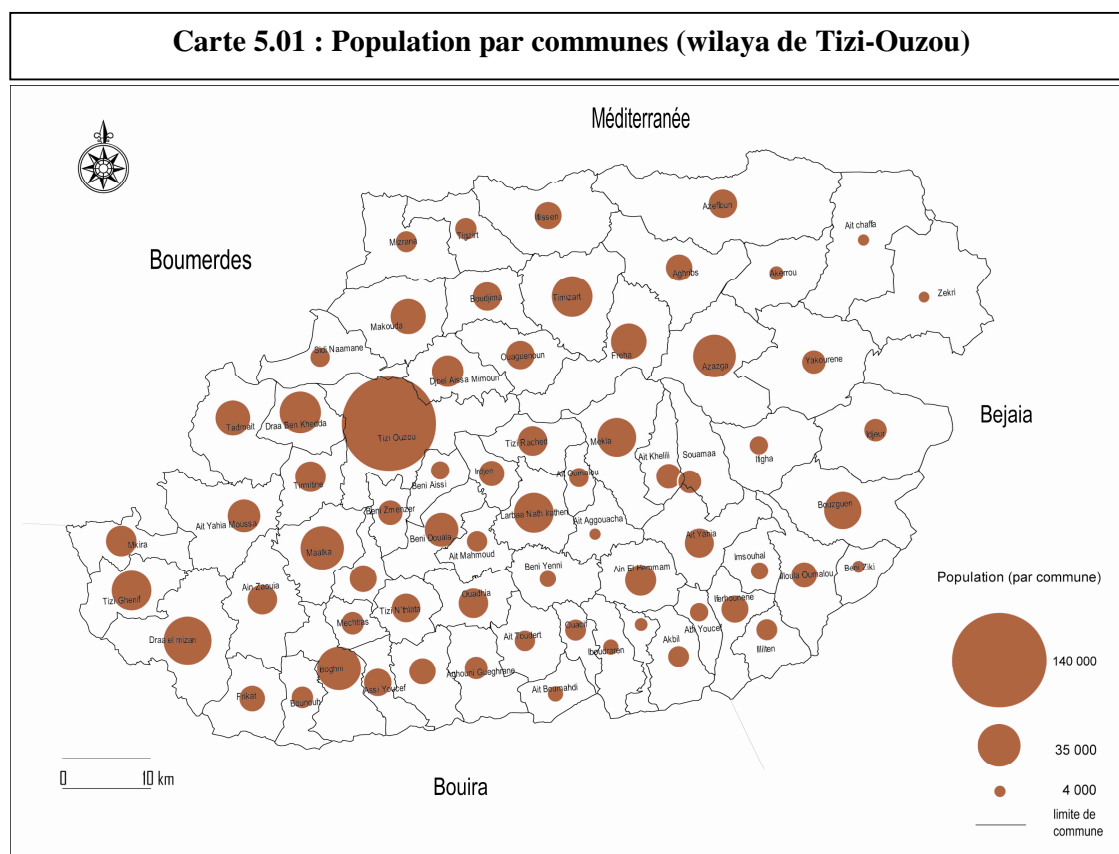 Carte 5.01 : Population par communes (wilaya de Tizi-Ouzou)
Méditerranée
Boumerdes
Bejaia
Bouira
Azeffoun
Iflissen
Ait chaffa
Tigzirt
Mizrana
Aghribs
Akerrou
Zekri
Boudjima
Timizart
Makouda
Freha
Sidi Naamane
Ouaguenoun
Azazga
Yakourene
Djbel Aissa Mimoun
Tadmait
Draa Ben Khedda
Tizi Ouzou
Tizi Rached
Mekla
Idjeur
Ait Khelili
Souamaa
Ifigha
Beni Aissi
Irdjen
Ait Oumalou
Tirmitine
Beni Zmenzer
Larbaa Nath Irathen
Bouzguen
Ait Yahia Moussa
Ait Aggouacha
Beni Douala
Ait Yahia
Mkira
Maatka
Ait Mahmoud
Imsouhal
Beni Yenni
Ain El Hammam
Illoula Oumalou
Beni Ziki
Tizi Ghenif
Ain Zaouia
Ouadhia
Iferhounene
Tizi N'thlata
Abi Youcef
Mechtras
Ouacif
Illilten
Draa el mizan
Ait Toudert
Akbil
Iboudraren
Boghni
Aghouni Gueghrane
Assi Youcef
Ait Boumahdi
Frikat
Bounouh
Population (par commune)
140 000
35 000
4 000
limite de
commune
0 10 km